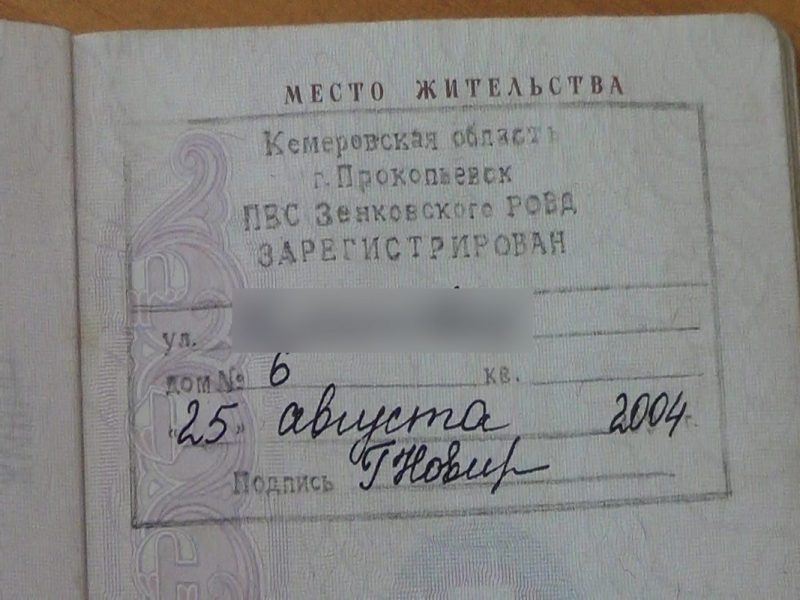 МЕСТО ЖИТЕЛЬСТВА
Кемеровская область
г. Прокопьевск
ПВС Зенковского РОВД
ЗАРЕГИСТРИРОВАН
ул.
дом № 6 кв.
"25" августа 2004
Подпись